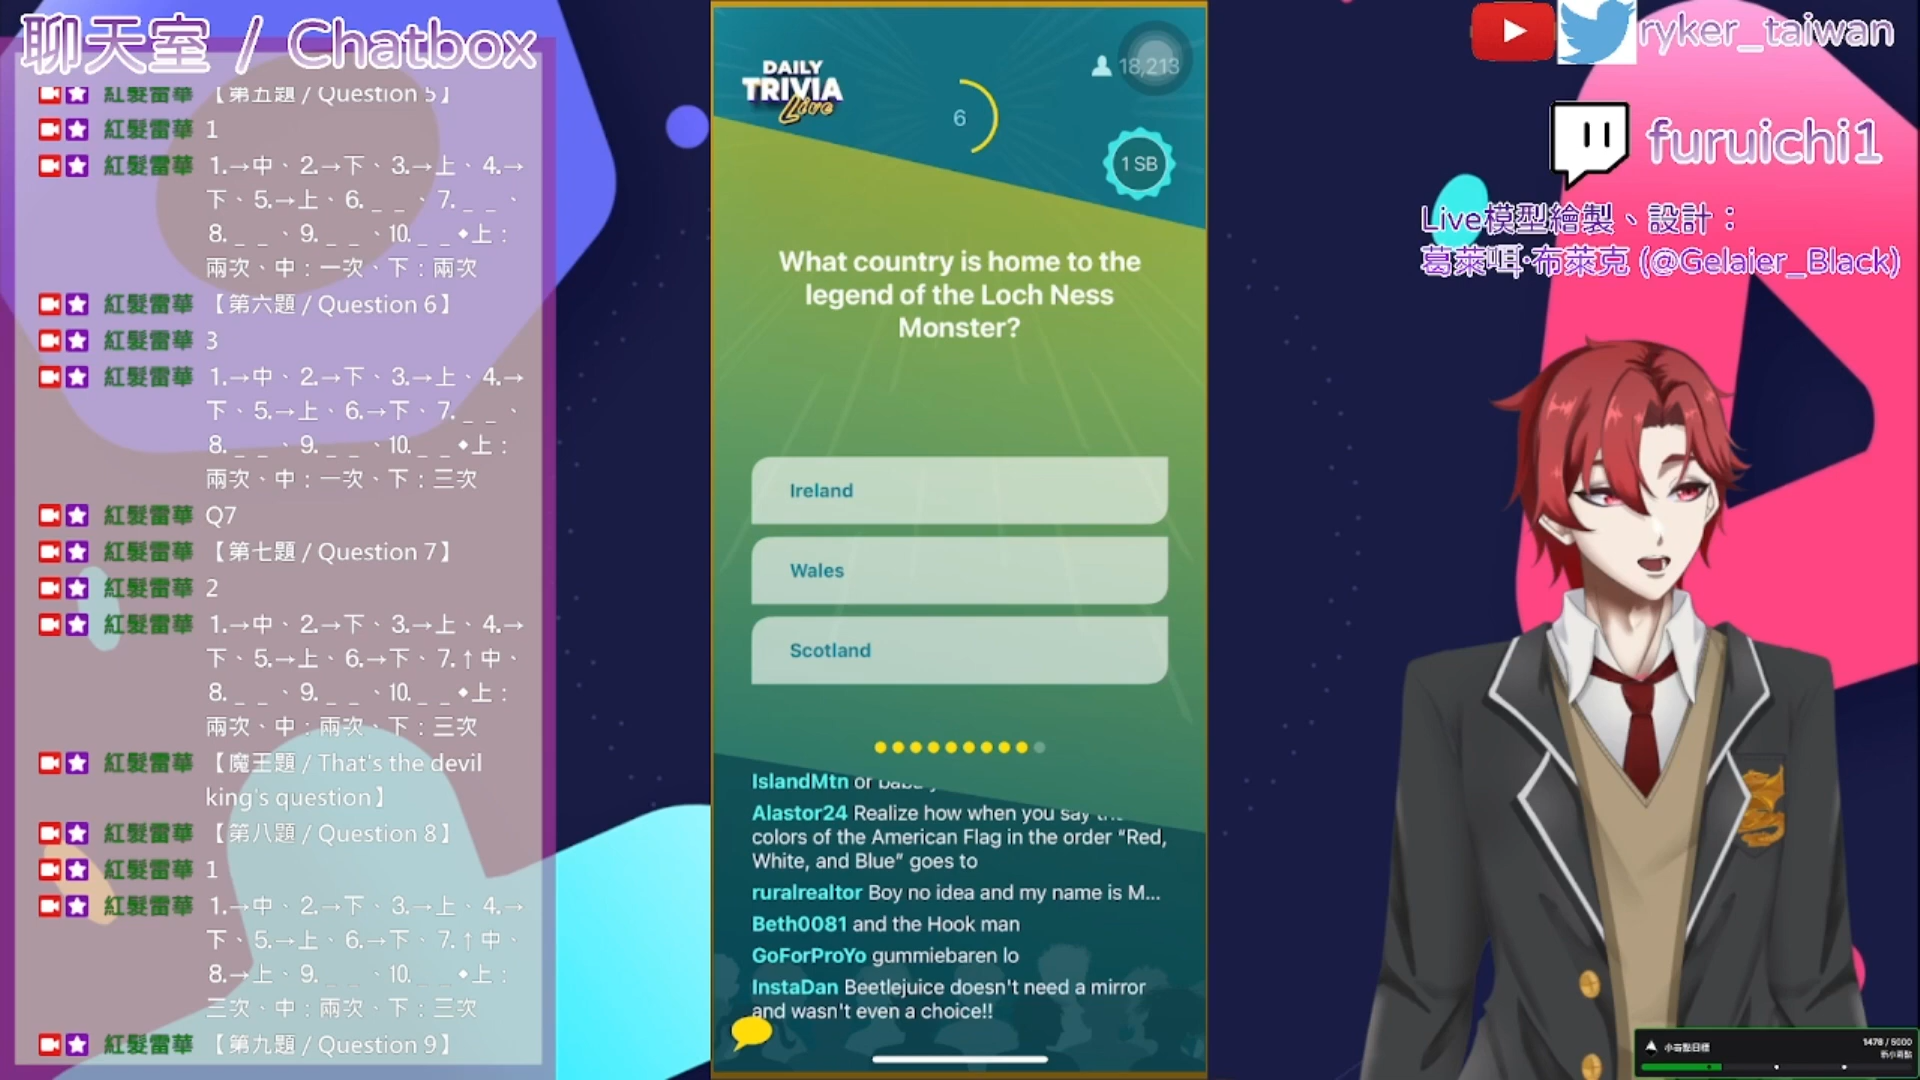 聊天室 / Chatbox
紅髮雷華 【第五題 / Question 5】
紅髮雷華 1
紅髮雷華 1.→中、2.→下、3.→上、4.→
下、5.→上、6._ _ 、7._ _ 、
8._ _ 、9._ _ 、10._ _ ◆上：
兩次、中：一次、下：兩次
紅髮雷華 【第六題 / Question 6】
紅髮雷華 3
紅髮雷華 1.→中、2.→下、3.→上、4.→
下、5.→上、6.→下、7._ _ 、
8._ _ 、9._ _ 、10._ _ ◆上：
兩次、中：一次、下：三次
紅髮雷華 Q7
紅髮雷華 【第七題 / Question 7】
紅髮雷華 2
紅髮雷華 1.→中、2.→下、3.→上、4.→
下、5.→上、6.→下、7.↑中、
8._ _ 、9._ _ 、10._ _ ◆上：
兩次、中：兩次、下：三次
紅髮雷華 【魔王題 / That's the devil
king's question】
紅髮雷華 【第八題 / Question 8】
紅髮雷華 1
紅髮雷華 1.→中、2.→下、3.→上、4.→
下、5.→上、6.→下、7.↑中、
8.→上、9._ _ 、10._ _ ◆上：
三次、中：兩次、下：三次
紅髮雷華 【第九題 / Question 9】
DAILY
TRIVIA
Live
6
18,213
1 SB
What country is home to the
legend of the Loch Ness
Monster?
Ireland
Wales
Scotland
IslandMtn or
Alastor24 Realize how when you say
colors of the American Flag in the order “Red,
White, and Blue” goes to
ruralrealtor Boy no idea and my name is M...
Beth0081 and the Hook man
GoForProYo gummiebaren lo
InstaDan Beetlejuice doesn't need a mirror
and wasn't even a choice!!
ryker_taiwan
furuichi1
Live模型繪製、設計：
葛萊咡·布萊克 (@Gelaier_Black)
1478 / 5000